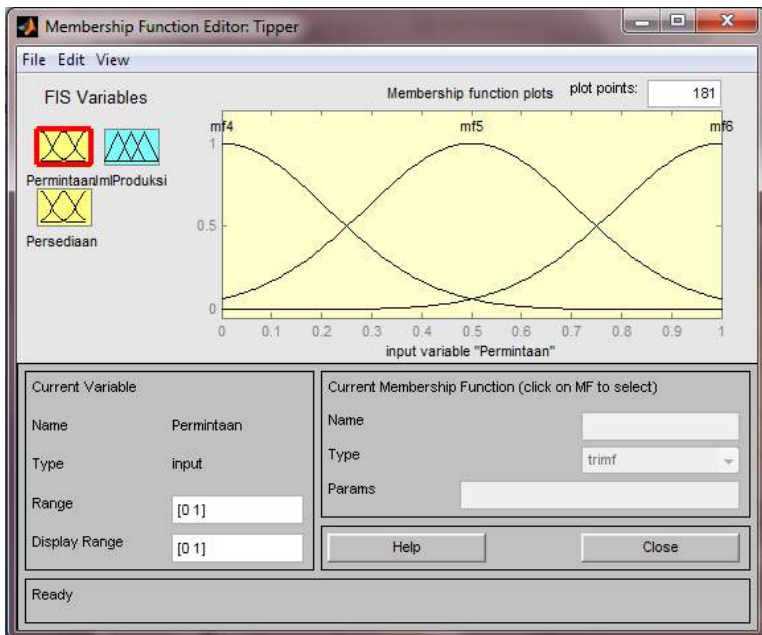 Membership Function Editor: Tipper
File Edit View
FIS Variables
Permintaan
JmlProduksi
Persediaan
Membership function plots
plot points:
181
mf4
mf5
mf6
1
0.5
0
0 0.1 0.2 0.3 0.4 0.5 0.6 0.7 0.8 0.9 1
input variable "Permintaan"
Current Variable
Name Permintaan
Type input
Range [0 1]
Display Range [0 1]
Current Membership Function (click on MF to select)
Name
Type trimf
Params
Help
Close
Ready